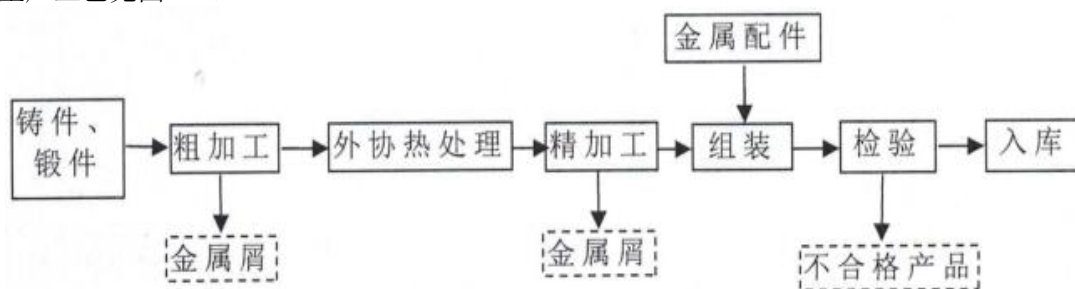 金属配件
铸件、
锻件
粗加工
外协热处理
精加工
组装
检验
入库
金属屑
金属屑
不合格产品